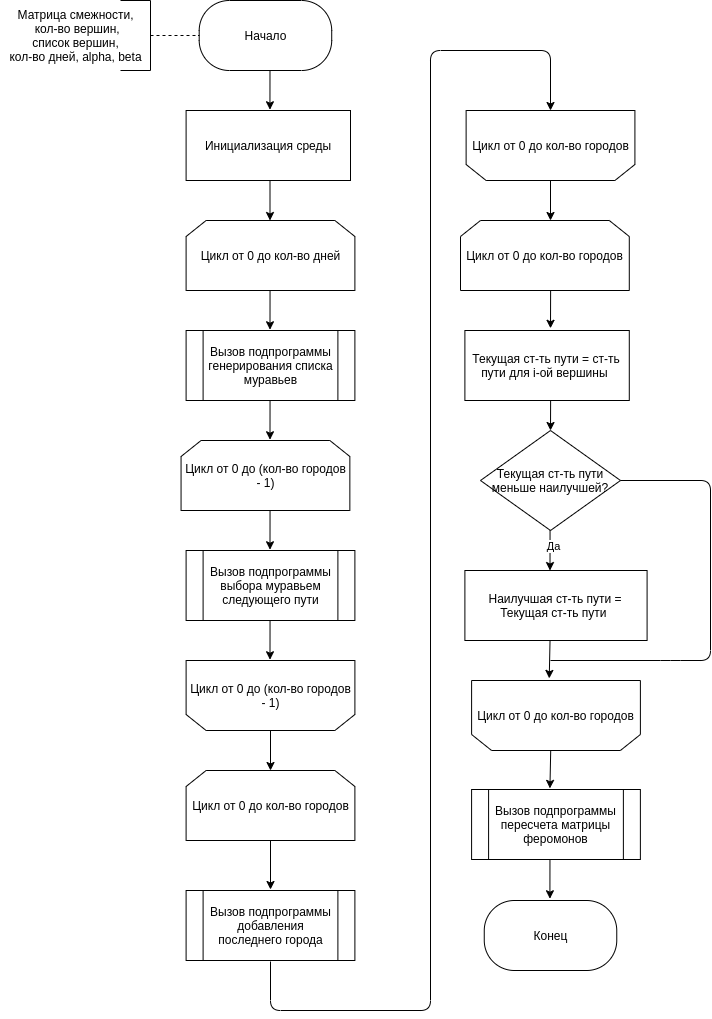 Матрица смежности,
кол-во вершин,
список вершин,
кол-во дней, alpha, beta
Начало
Инициализация среды
Цикл от 0 до кол-во дней
Вызов подпрограммы
генерирования списка
муравьев
Цикл от 0 до (кол-во городов
- 1)
Вызов подпрограммы
выбора муравьем
следующего пути
Цикл от 0 до (кол-во городов
- 1)
Цикл от 0 до кол-во городов
Вызов подпрограммы
добавления
последнего города
Цикл от 0 до кол-во городов
Цикл от 0 до кол-во городов
Текущая ст-ть пути = ст-ть
пути для i-ой вершины
Текущая ст-ть пути
меньше наилучшей?
Да
Наилучшая ст-ть пути =
Текущая ст-ть пути
Цикл от 0 до кол-во городов
Вызов подпрограммы
пересчета матрицы
феромонов
Конец